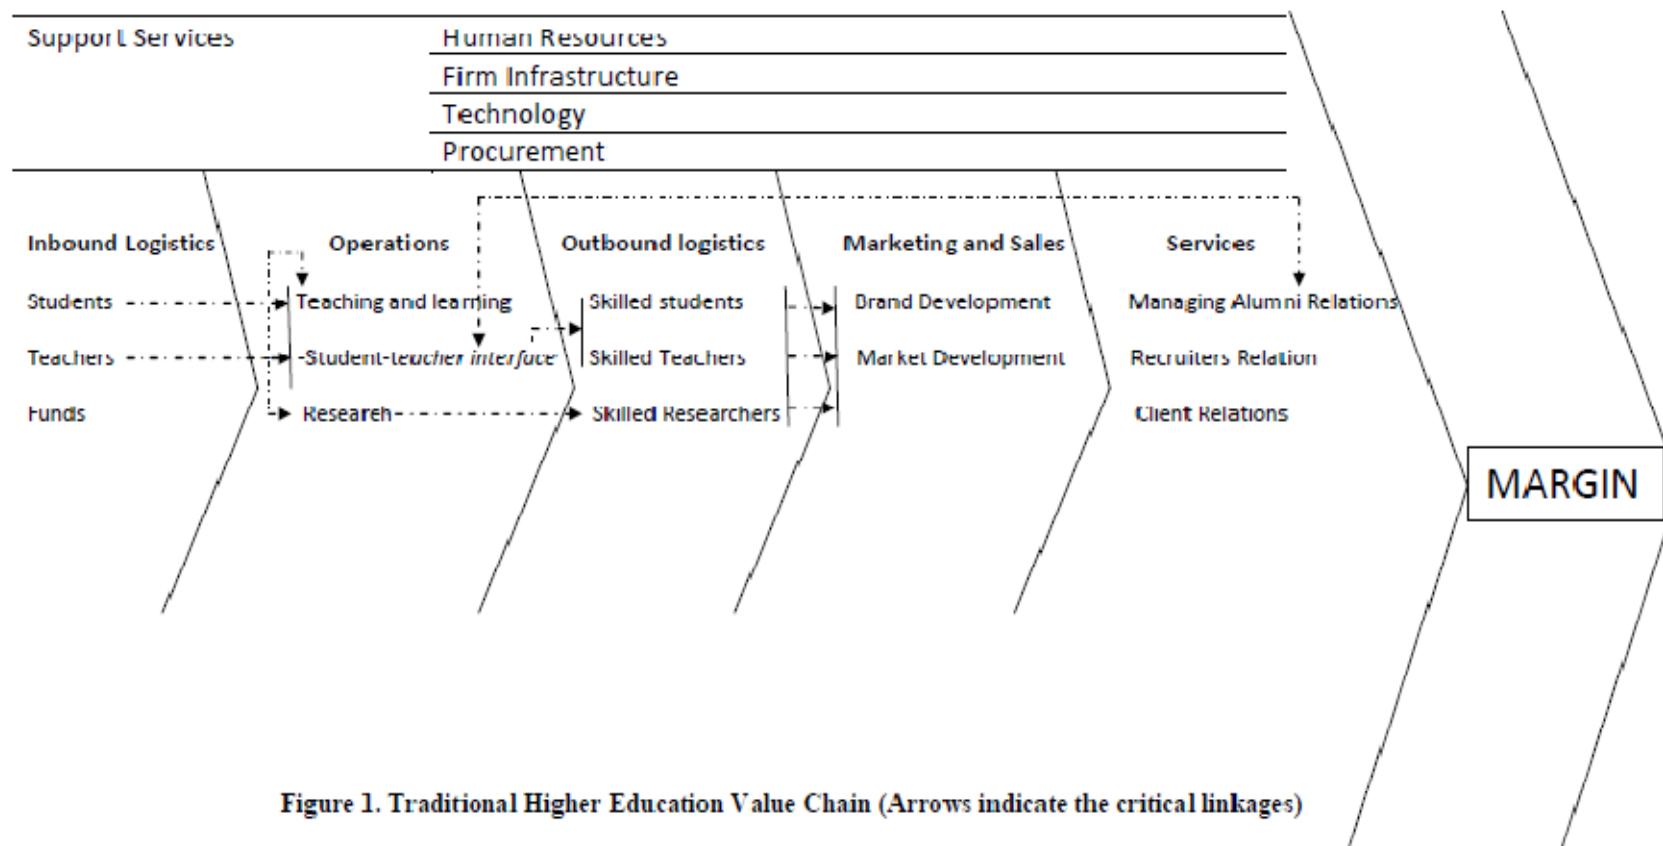 Support Services
Human Resources
Firm Infrastructure
Technology
Procurement
Inbound Logistics
Operations
Outbound logistics
Marketing and Sales
Services
Students
Teaching and learning
Skilled students
Brand Development
Managing Alumni Relations
Teachers
-Student-teacher interface
Skilled Teachers
Market Development
Recruiters Relation
Funds
Research
Skilled Researchers
Client Relations
MARGIN
Figure 1. Traditional Higher Education Value Chain (Arrows indicate the critical linkages)